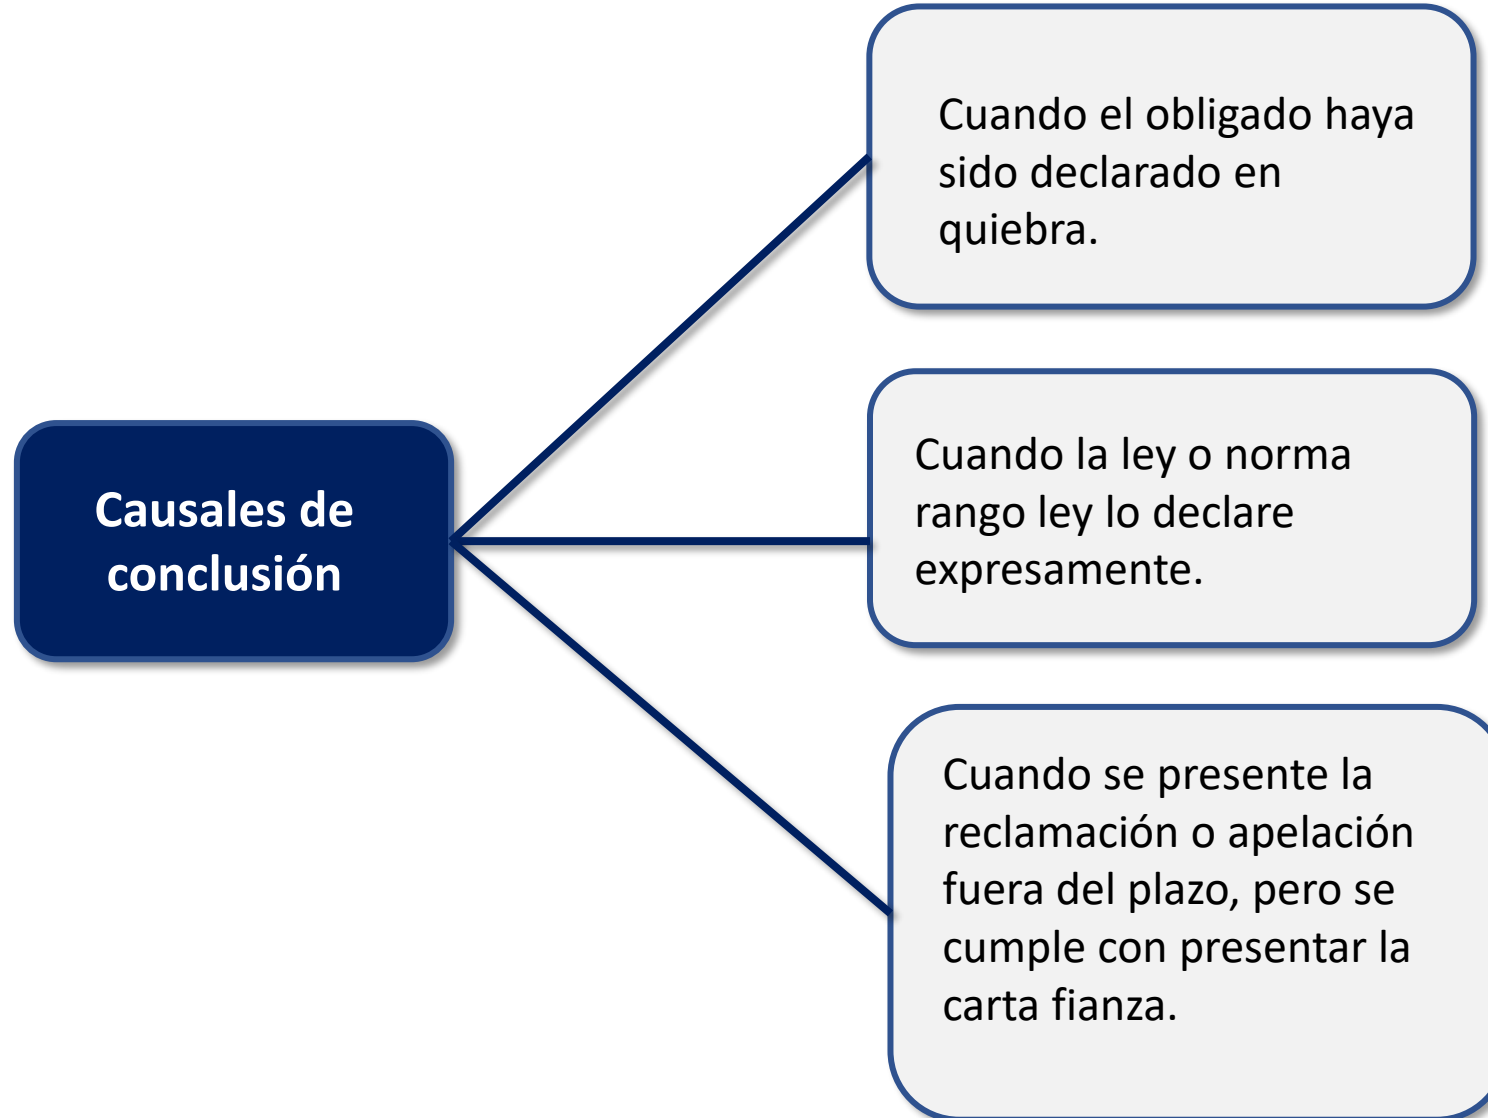 Causales de
conclusión
Cuando el obligado haya
sido declarado en
quiebra.
Cuando la ley o norma
rango ley lo declare
expresamente.
Cuando se presente la
reclamación o apelación
fuera del plazo, pero se
cumple con presentar la
carta fianza.